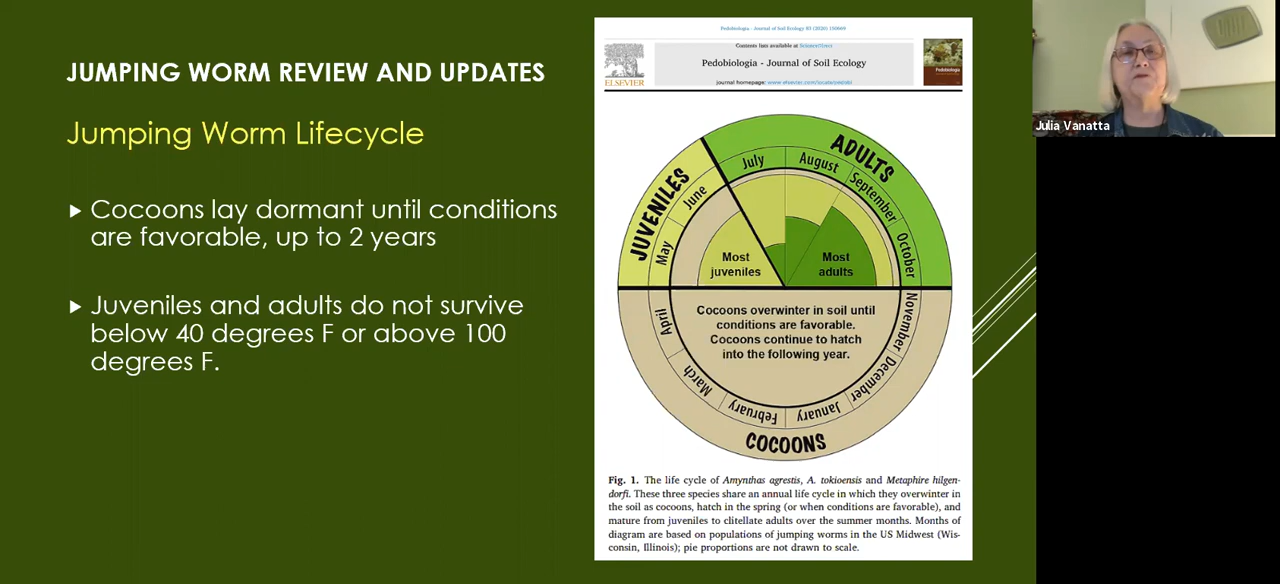 JUMPING WORM REVIEW AND UPDATES
Jumping Worm Lifecycle
Cocoons lay dormant until conditions
are favorable, up to 2 years
Juveniles and adults do not survive
below 40 degrees F or above 100
degrees F.
Pedobiologia - Journal of Soil Ecology 83 (2020) 150669
Contents lists available at ScienceDirect
Pedobiologia - Journal of Soil Ecology
journal homepage: www.elsevier.com/locate/pedobi
ELSEVIER
Pedobiologia
JUVENILES
ADULTS
May
June
July
August
September
October
Most
juveniles
Most
adults
Cocoons overwinter in soil until
conditions are favorable.
Cocoons continue to hatch
into the following year.
April
March
February
January
December
November
COCOONS
Fig. 1. The life cycle of Amynthas agrestis, A. tokioensis and Metaphire hilgen-
dorfi. These three species share an annual life cycle in which they overwinter in
the soil as cocoons, hatch in the spring (or when conditions are favorable), and
mature from juveniles to clitellate adults over the summer months. Months of
diagram are based on populations of jumping worms in the US Midwest (Wis-
consin, Illinois); pie proportions are not drawn to scale.
Julia Vanatta